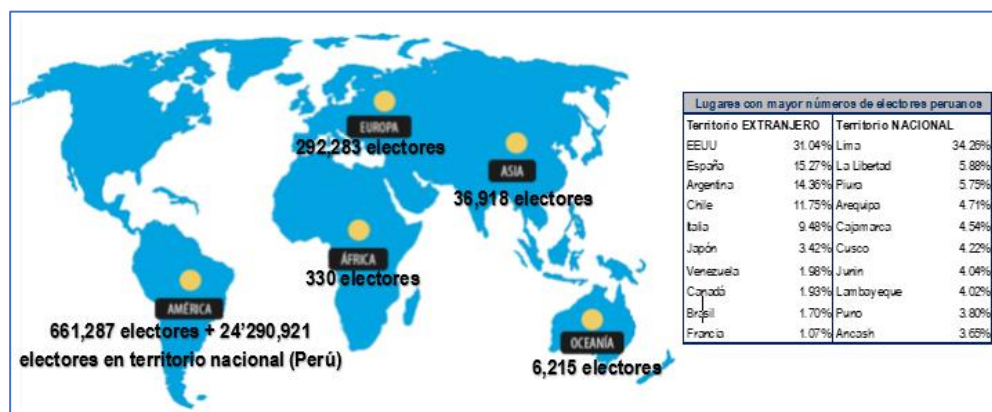 EUROPA
292,283 electores
ASIA
36,918 electores
ÁFRICA
330 electores
AMÉRICA
661,287 electores + 24'290,921
electores en territorio nacional (Perú)
OCEANÍA
6,215 electores
Lugares con mayor números de electores peruanos
Territorio EXTRANJERO Territorio NACIONAL
EEUU 31.04% Lima 34.26%
España 15.27% La Libertad 5.88%
Argentina 14.36% Piura 5.75%
Chile 11.75% Arequipa 4.71%
Italia 9.48% Cajamarca 4.54%
Japón 3.42% Cusco 4.22%
Venezuela 1.98% Junin 4.04%
Canadá 1.93% Lambayeque 4.02%
Brasil 1.70% Puno 3.80%
Francia 1.07% Ancash 3.65%